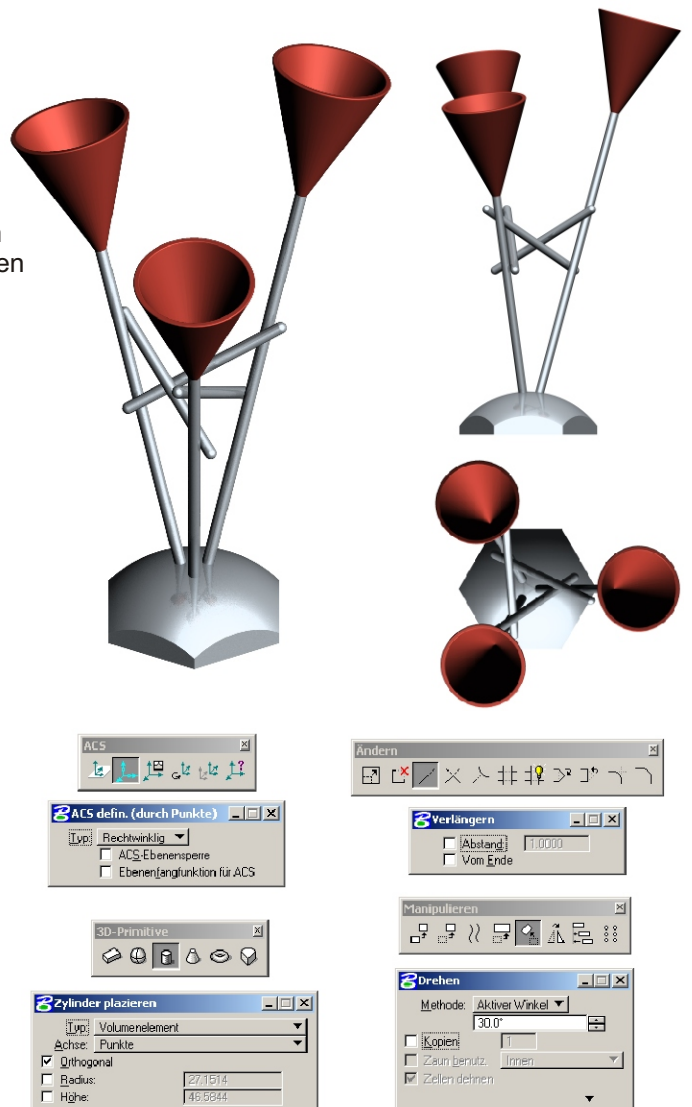 en
ACS
ACS defin. (durch Punkte)
Typ: Rechtwinklig
ACS-Ebenensperre
Ebenenfangfunktion für ACS
3D-Primitive
Zylinder plazieren
Typ: Volumenelement
Achse: Punkte
Orthogonal
Radius: 27.1514
Höhe: 46.5844
Ändern
Verlängern
Abstand: 1.0000
Vom Ende
Manipulieren
Drehen
Methode: Aktiver Winkel
30.0°
Kopien 1
Zaun benutz. Innen
Zellen dehnen